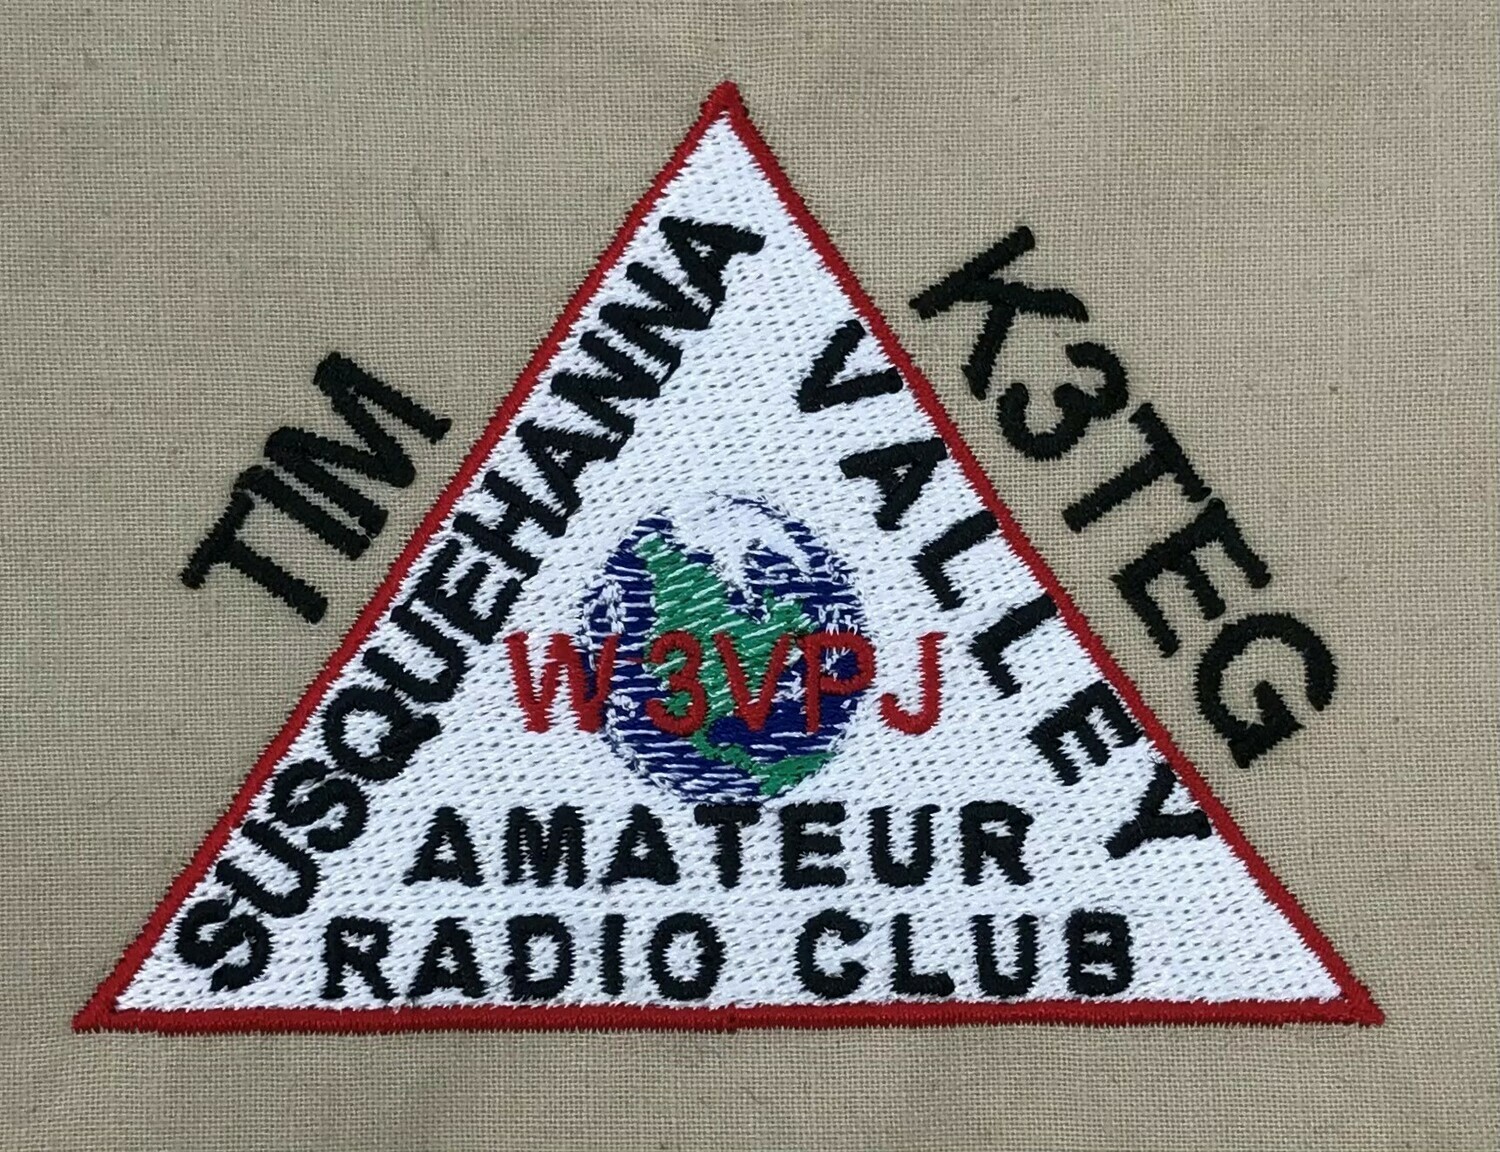 TIM
K3TEG
SUSQUEHANNA
VALLEY
W3VPJ
AMATEUR
RADIO CLUB